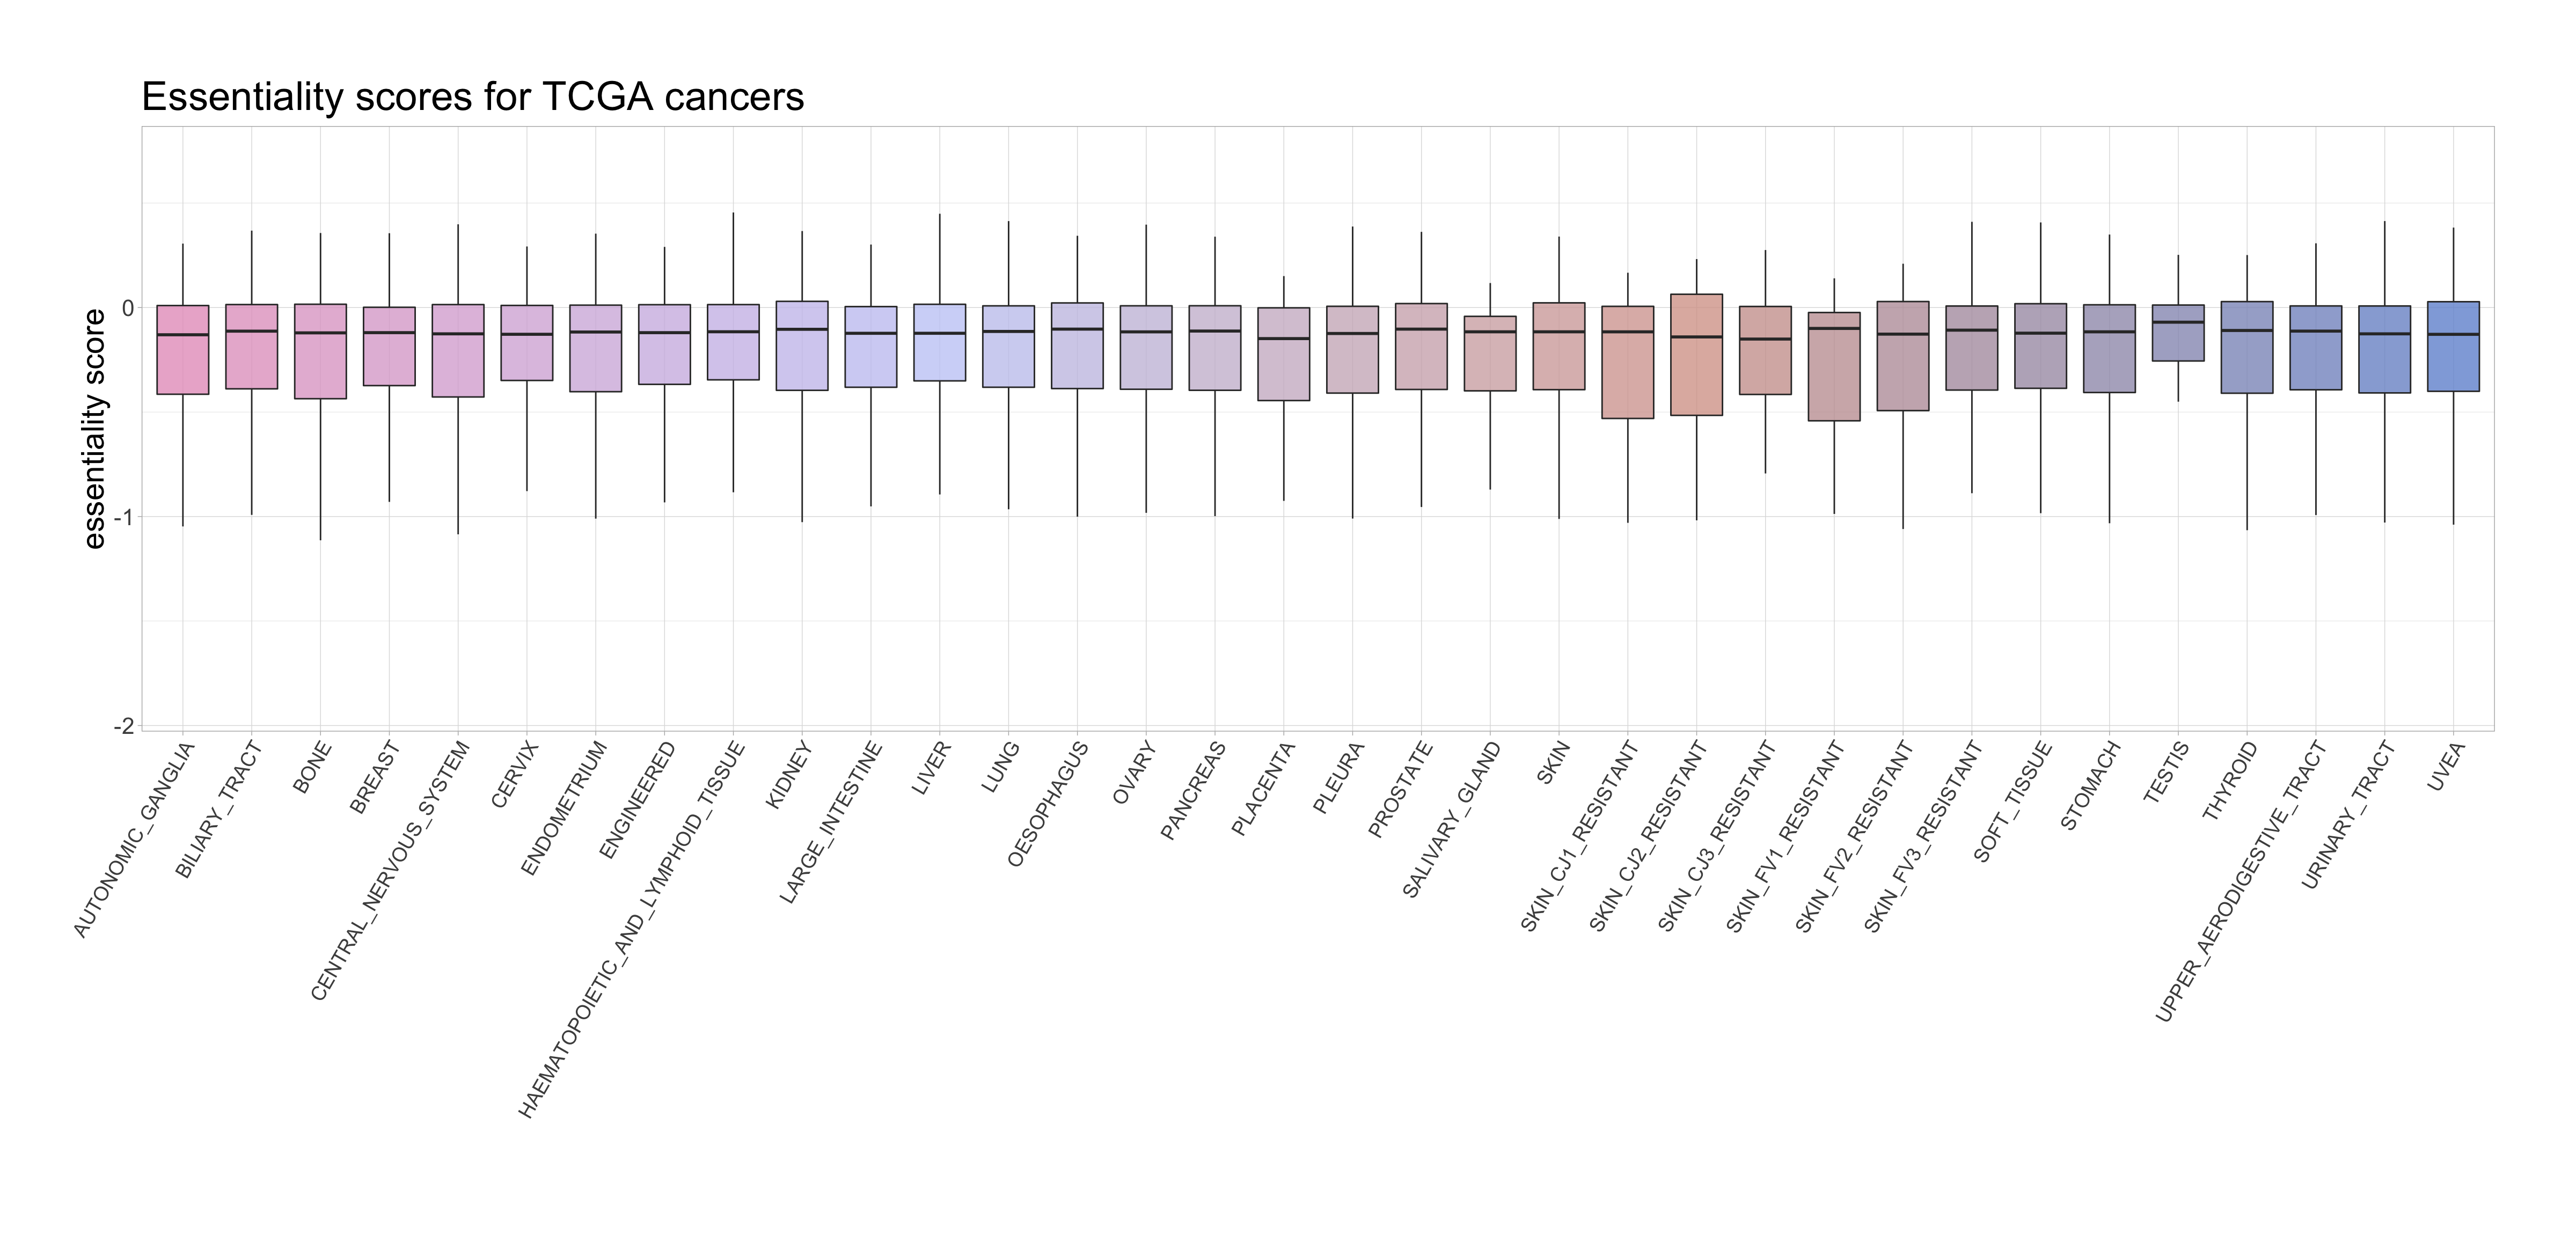 Essentiality scores for TCGA cancers
essentiality score
0
-1
-2
AUTONOMIC_GANGLIA
BILIARY_TRACT
BONE
BREAST
CENTRAL_NERVOUS_SYSTEM
CERVIX
ENDOMETRIUM
ENGINEERED
HAEMATOPOIETIC_AND_LYMPHOID_TISSUE
KIDNEY
LARGE_INTESTINE
LIVER
LUNG
OESOPHAGUS
OVARY
PANCREAS
PLACENTA
PLEURA
PROSTATE
SALIVARY_GLAND
SKIN
SKIN_CJ1_RESISTANT
SKIN_CJ2_RESISTANT
SKIN_CJ3_RESISTANT
SKIN_FV1_RESISTANT
SKIN_FV2_RESISTANT
SKIN_FV3_RESISTANT
SOFT_TISSUE
STOMACH
TESTIS
THYROID
UPPER_AERODIGESTIVE_TRACT
URINARY_TRACT
UVEA